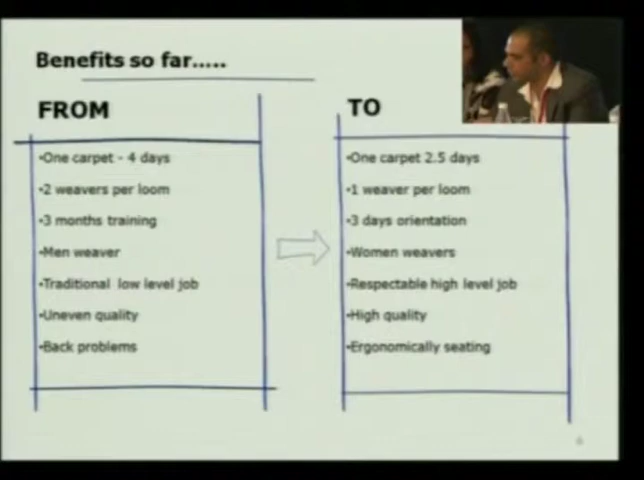 Benefits so far.....
FROM
•One carpet - 4 days
•2 weavers per loom
•3 months training
•Men weaver
•Traditional low level job
•Uneven quality
•Back problems
TO
•One carpet 2.5 days
•1 weaver per loom
•3 days orientation
•Women weavers
•Respectable high level job
•High quality
•Ergonomically seating